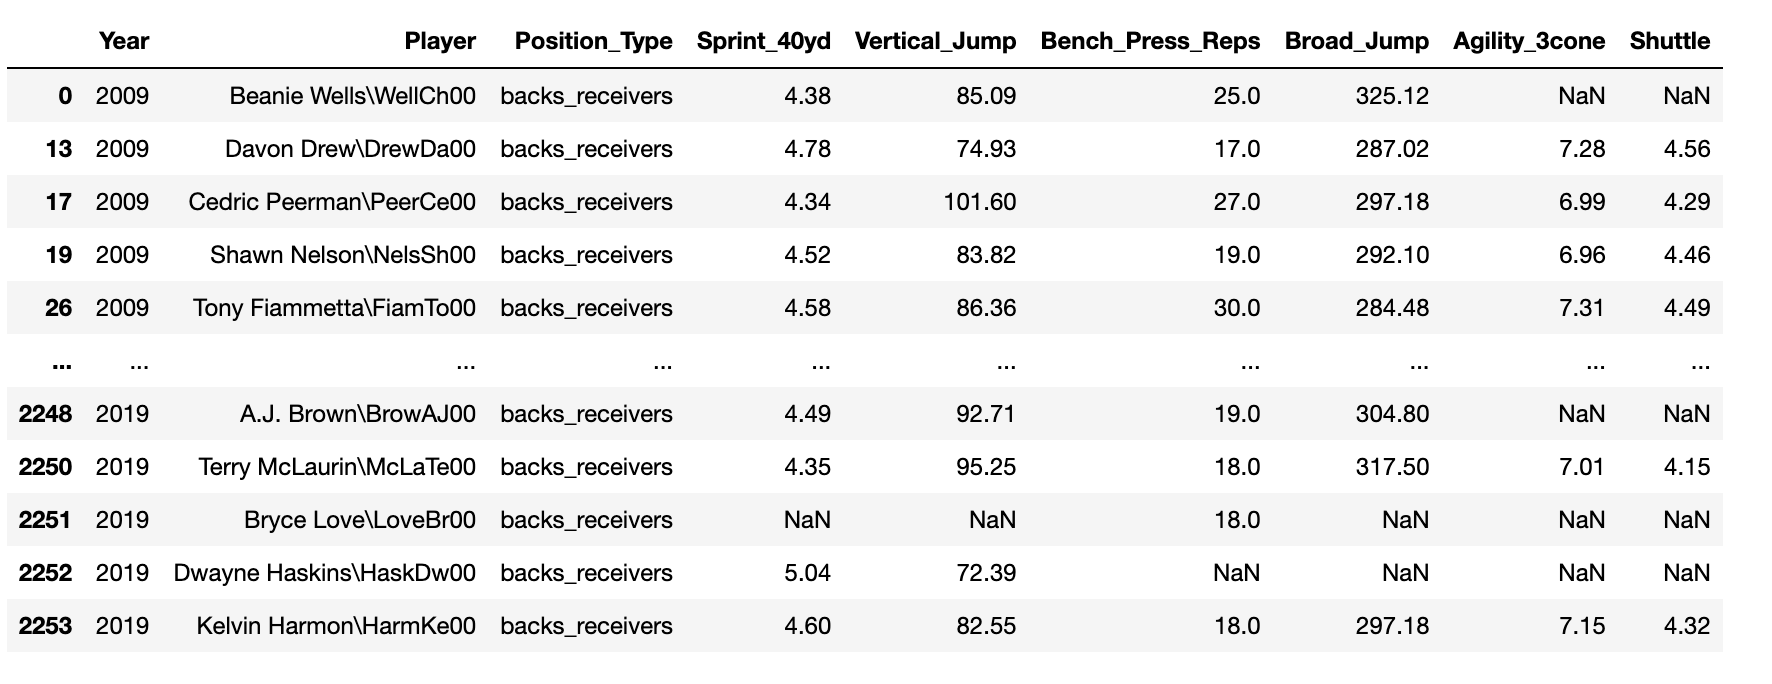 Year Player Position_Type Sprint_40yd Vertical_Jump Bench_Press_Reps Broad_Jump Agility_3cone Shuttle
0 2009 Beanie Wells\WellCh00 backs_receivers 4.38 85.09 25.0 325.12 NaN NaN
13 2009 Davon Drew\DrewDa00 backs_receivers 4.78 74.93 17.0 287.02 7.28 4.56
17 2009 Cedric Peerman\PeerCe00 backs_receivers 4.34 101.60 27.0 297.18 6.99 4.29
19 2009 Shawn Nelson\NelsSh00 backs_receivers 4.52 83.82 19.0 292.10 6.96 4.46
26 2009 Tony Fiammetta\FiamTo00 backs_receivers 4.58 86.36 30.0 284.48 7.31 4.49
... ... ... ... ... ... ... ... ... ...
2248 2019 A.J. Brown\BrowAJ00 backs_receivers 4.49 92.71 19.0 304.80 NaN NaN
2250 2019 Terry McLaurin\McLaTe00 backs_receivers 4.35 95.25 18.0 317.50 7.01 4.15
2251 2019 Bryce Love\LoveBr00 backs_receivers NaN NaN 18.0 NaN NaN NaN
2252 2019 Dwayne Haskins\HaskDw00 backs_receivers 5.04 72.39 NaN NaN NaN NaN
2253 2019 Kelvin Harmon\HarmKe00 backs_receivers 4.60 82.55 18.0 297.18 7.15 4.32